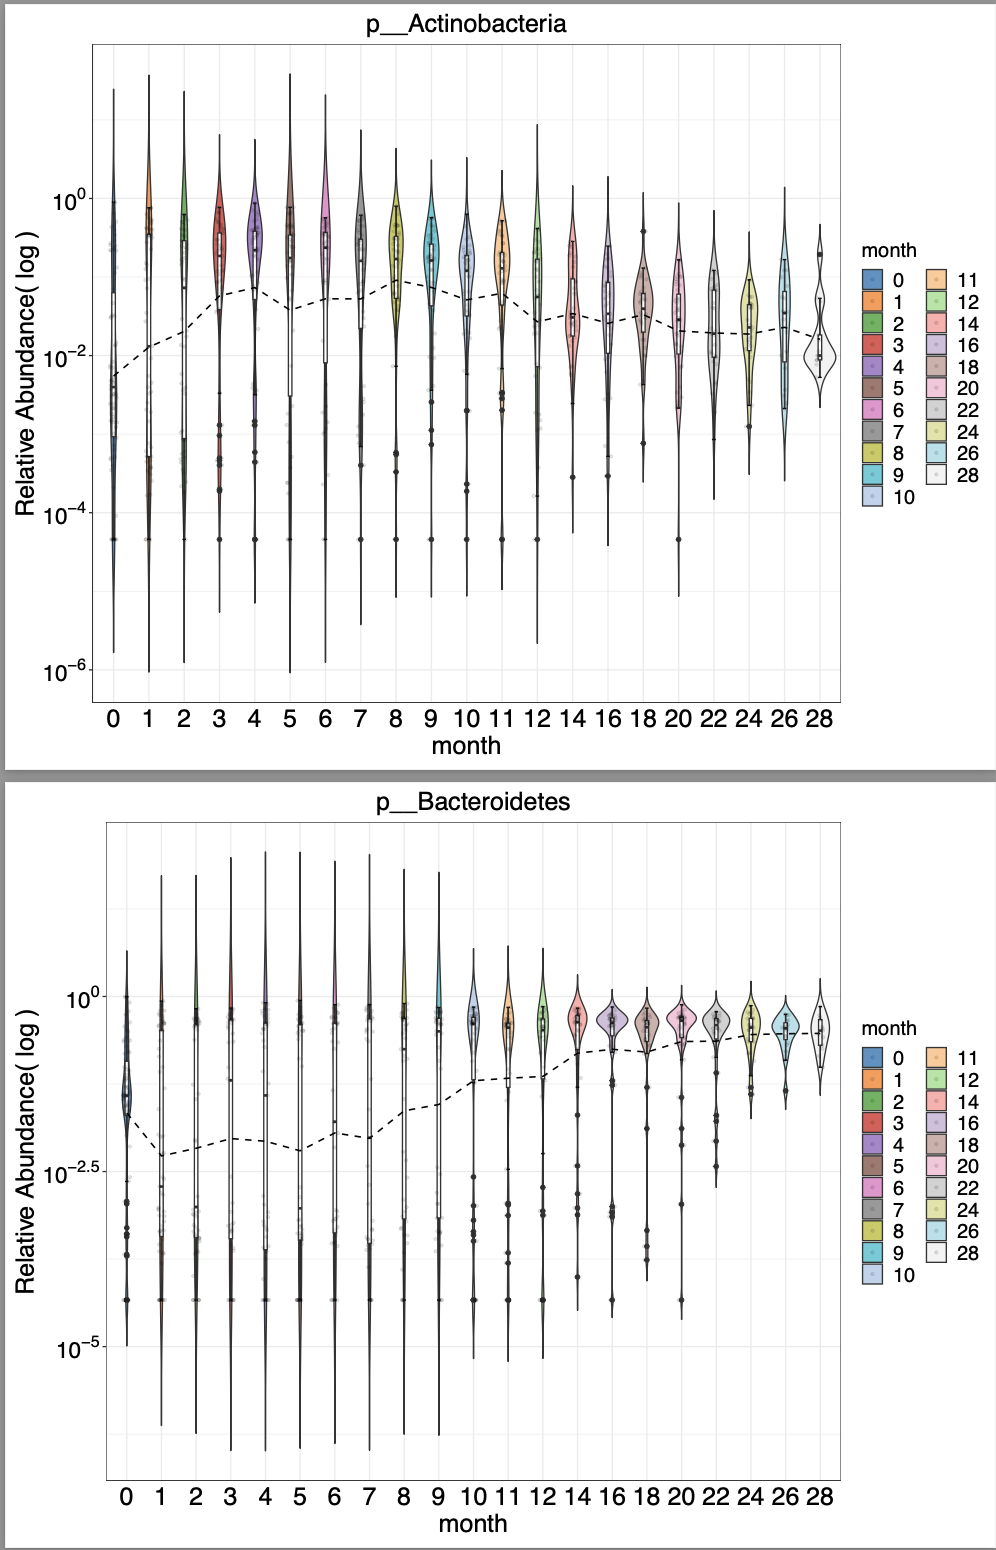 p__Actinobacteria
Relative Abundance( log )
10⁰
10⁻²
10⁻⁴
10⁻⁶
0 1 2 3 4 5 6 7 8 9 10 11 12 14 16 18 20 22 24 26 28
month
month
0 11
1 12
2 14
3 16
4 18
5 20
6 22
7 24
8 26
9 28
10
p__Bacteroidetes
Relative Abundance( log )
10⁰
10⁻²·⁵
10⁻⁵
0 1 2 3 4 5 6 7 8 9 10 11 12 14 16 18 20 22 24 26 28
month
month
0 11
1 12
2 14
3 16
4 18
5 20
6 22
7 24
8 26
9 28
10